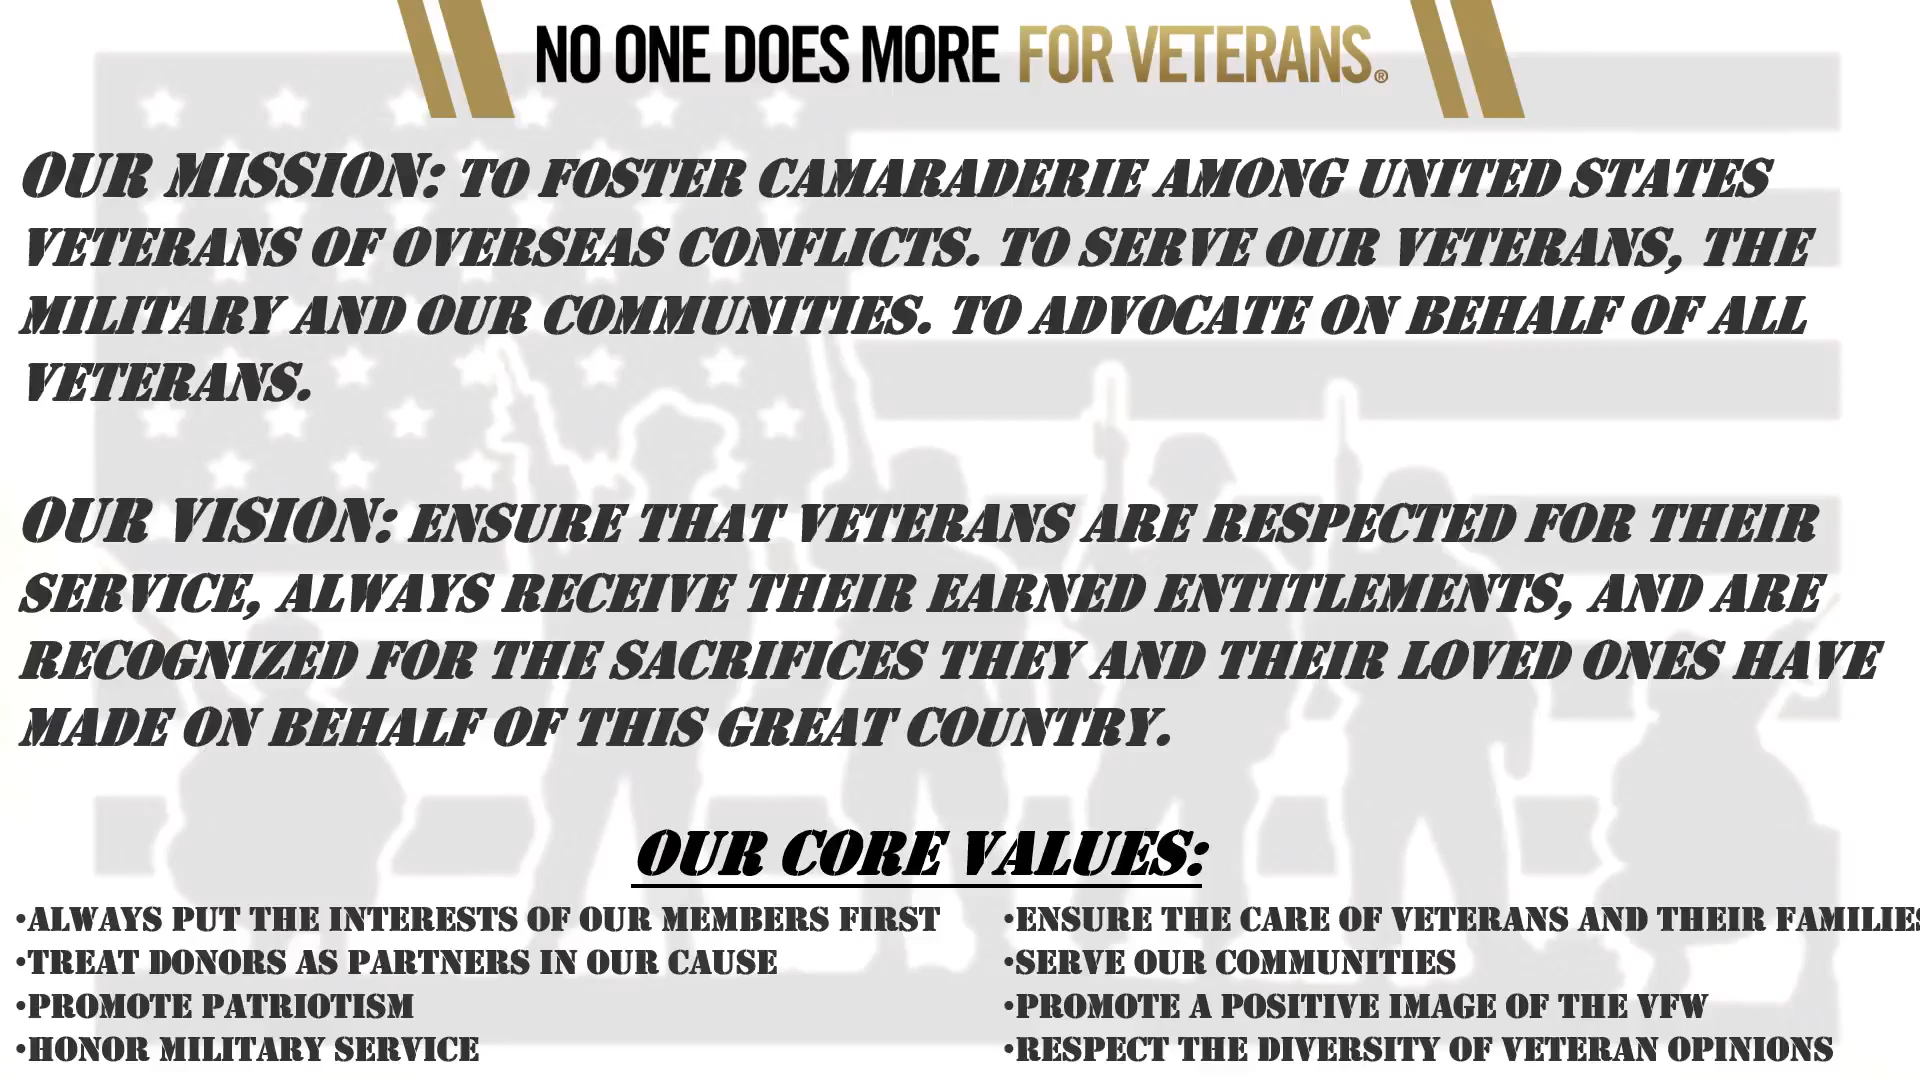 NO ONE DOES MORE FOR VETERANS.®
OUR MISSION: TO FOSTER CAMARADERIE AMONG UNITED STATES
VETERANS OF OVERSEAS CONFLICTS. TO SERVE OUR VETERANS, THE
MILITARY AND OUR COMMUNITIES. TO ADVOCATE ON BEHALF OF ALL
VETERANS.
OUR VISION: ENSURE THAT VETERANS ARE RESPECTED FOR THEIR
SERVICE, ALWAYS RECEIVE THEIR EARNED ENTITLEMENTS, AND ARE
RECOGNIZED FOR THE SACRIFICES THEY AND THEIR LOVED ONES HAVE
MADE ON BEHALF OF THIS GREAT COUNTRY.
OUR CORE VALUES:
•ALWAYS PUT THE INTERESTS OF OUR MEMBERS FIRST
•TREAT DONORS AS PARTNERS IN OUR CAUSE
•PROMOTE PATRIOTISM
•HONOR MILITARY SERVICE
•ENSURE THE CARE OF VETERANS AND THEIR FAMILIES
•SERVE OUR COMMUNITIES
•PROMOTE A POSITIVE IMAGE OF THE VFW
•RESPECT THE DIVERSITY OF VETERAN OPINIONS